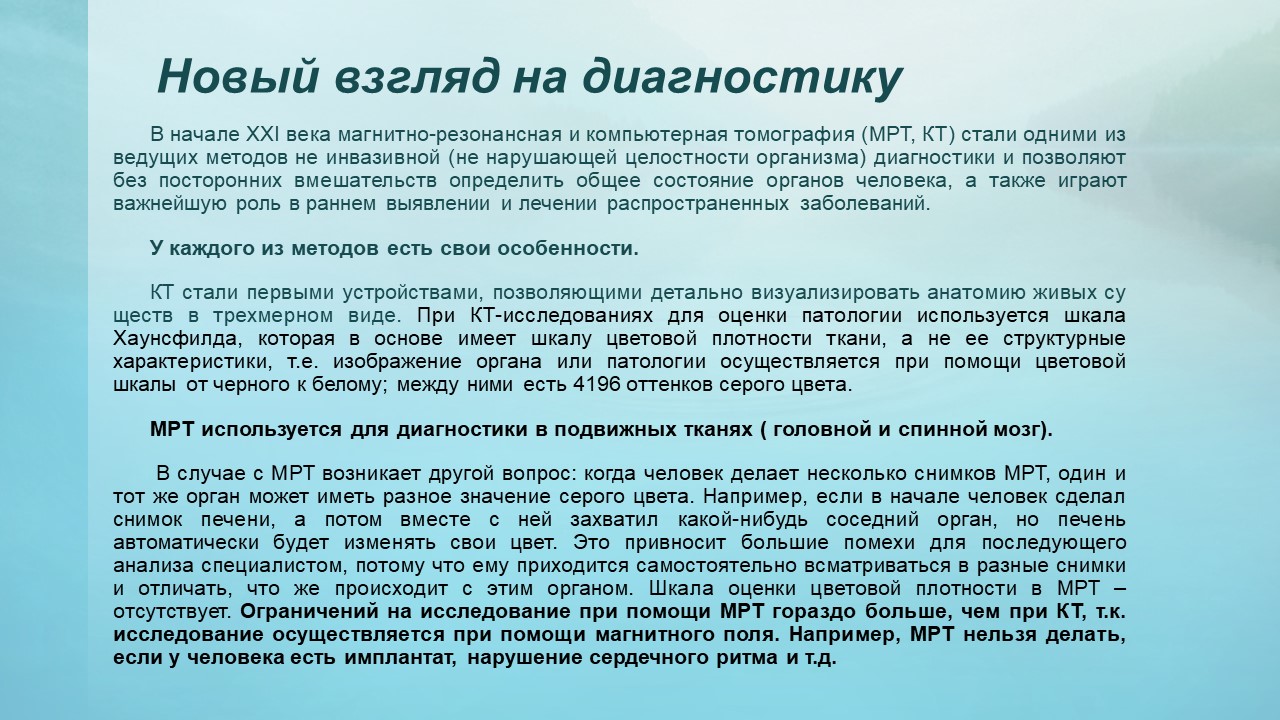 Новый взгляд на диагностику
В начале XXI века магнитно-резонансная и компьютерная томография (МРТ, КТ) стали одними из
ведущих методов не инвазивной (не нарушающей целостности организма) диагностики и позволяют
без посторонних вмешательств определить общее состояние органов человека, а также играют
важнейшую роль в раннем выявлении и лечении распространенных заболеваний.
У каждого из методов есть свои особенности.
КТ стали первыми устройствами, позволяющими детально визуализировать анатомию живых су
ществ в трехмерном виде. При КТ-исследованиях для оценки патологии используется шкала
Хаунсфилда, которая в основе имеет шкалу цветовой плотности ткани, а не ее структурные
характеристики, т.е. изображение органа или патологии осуществляется при помощи цветовой
шкалы от черного к белому; между ними есть 4196 оттенков серого цвета.
МРТ используется для диагностики в подвижных тканях ( головной и спинной мозг).
В случае с МРТ возникает другой вопрос: когда человек делает несколько снимков МРТ, один и
тот же орган может иметь разное значение серого цвета. Например, если в начале человек сделал
снимок печени, а потом вместе с ней захватил какой-нибудь соседний орган, но печень
автоматически будет изменять свои цвет. Это привносит большие помехи для последующего
анализа специалистом, потому что ему приходится самостоятельно всматриваться в разные снимки
и отличать, что же происходит с этим органом. Шкала оценки цветовой плотности в МРТ –
отсутствует. Ограничений на исследование при помощи МРТ гораздо больше, чем при КТ, т.к.
исследование осуществляется при помощи магнитного поля. Например, МРТ нельзя делать,
если у человека есть имплантат, нарушение сердечного ритма и т.д.